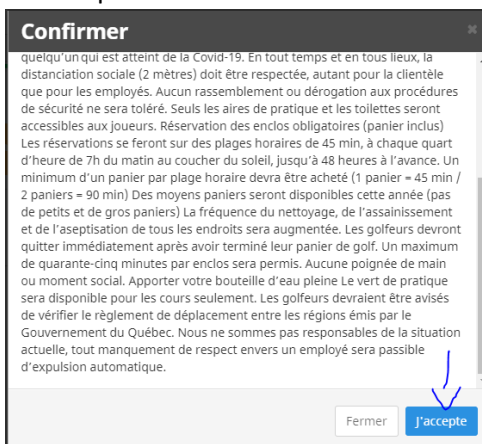 Confirmer
×
quelqu'un qui est atteint de la Covid-19. En tout temps et en tous lieux, la
distanciation sociale (2 mètres) doit être respectée, autant pour la clientèle
que pour les employés. Aucun rassemblement ou dérogation aux procédures
de sécurité ne sera toléré. Seuls les aires de pratique et les toilettes seront
accessibles aux joueurs. Réservation des enclos obligatoires (panier inclus)
Les réservations se feront sur des plages horaires de 45 min, à chaque quart
d'heure de 7h du matin au coucher du soleil, jusqu'à 48 heures à l'avance. Un
minimum d'un panier par plage horaire devra être acheté (1 panier = 45 min /
2 paniers = 90 min) Des moyens paniers seront disponibles cette année (pas
de petits et de gros paniers) La fréquence du nettoyage, de l'assainissement
et de l'aseptisation de tous les endroits sera augmentée. Les golfeurs devront
quitter immédiatement après avoir terminé leur panier de golf. Un maximum
de quarante-cinq minutes par enclos sera permis. Aucune poignée de main
ou moment social. Apporter votre bouteille d'eau pleine Le vert de pratique
sera disponible pour les cours seulement. Les golfeurs devraient être avisés
de vérifier le règlement de déplacement entre les régions émis par le
Gouvernement du Québec. Nous ne sommes pas responsables de la situation
actuelle, tout manquement de respect envers un employé sera passible
d'expulsion automatique.
Fermer
J'accepte